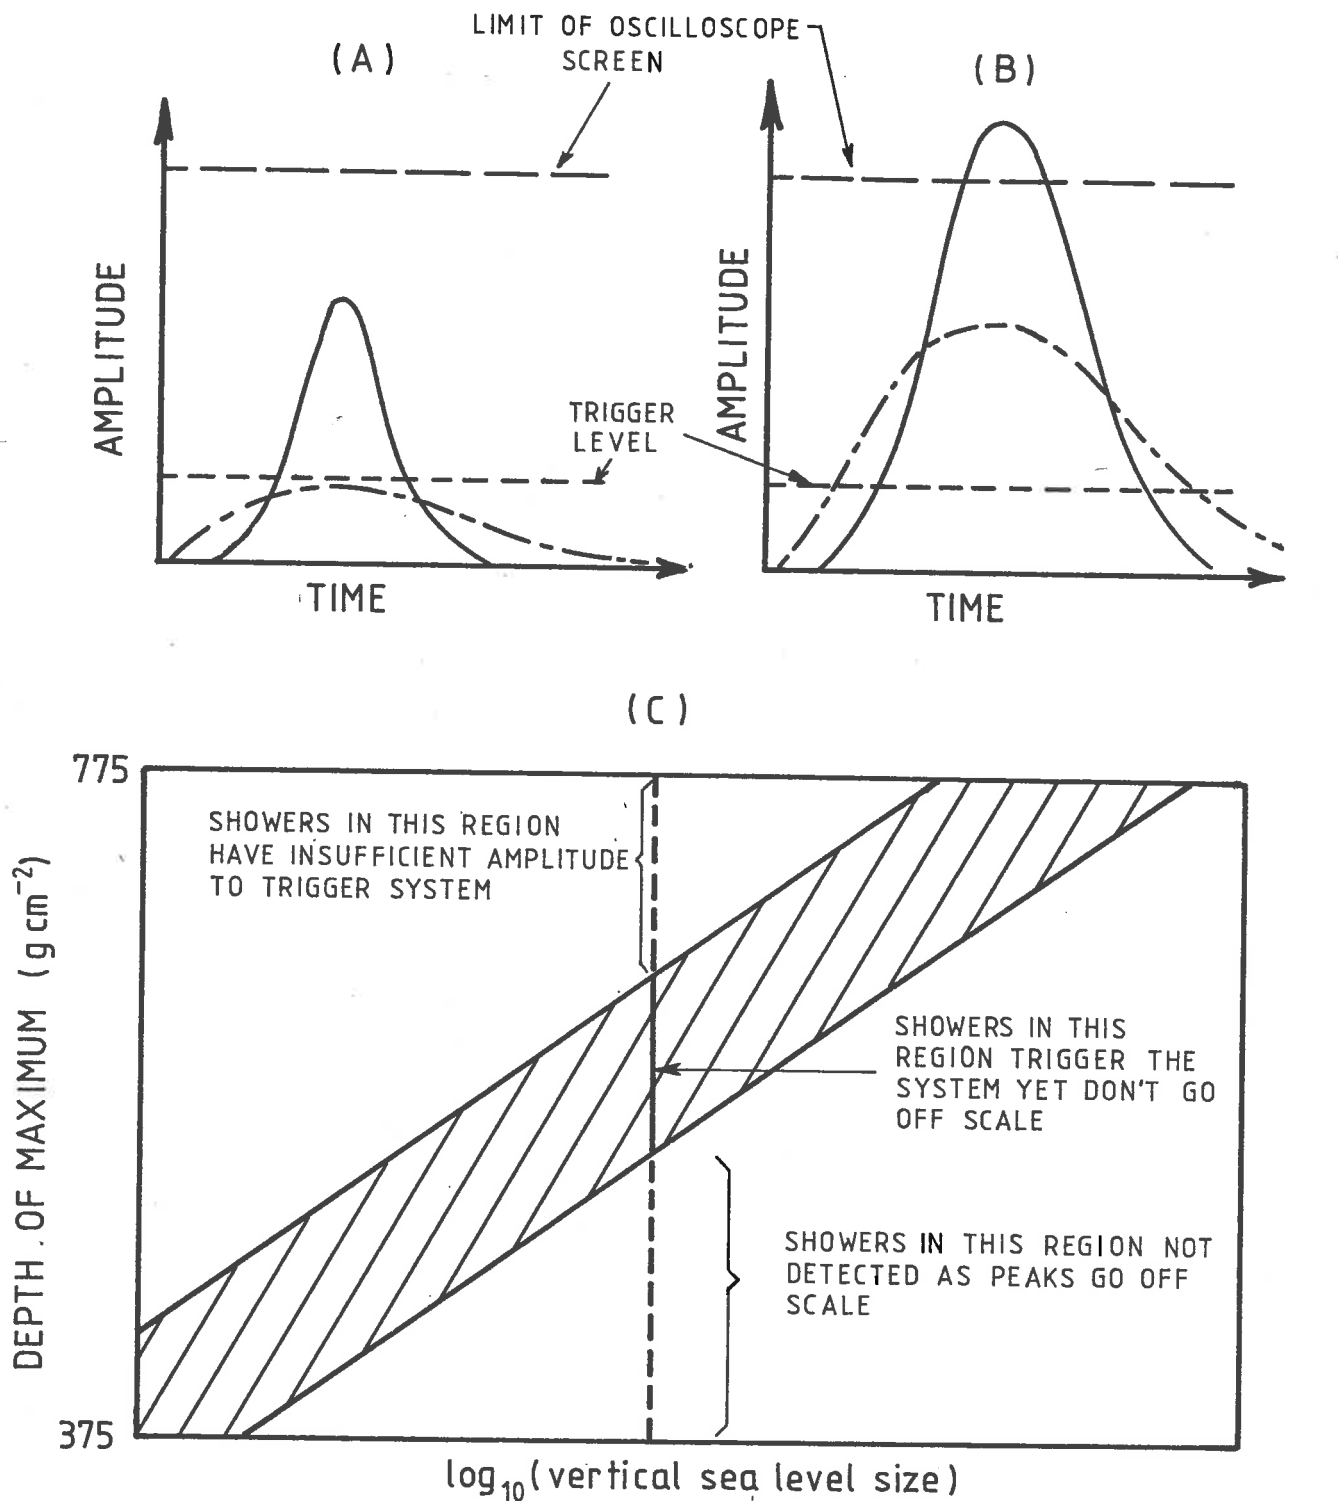 LIMIT OF OSCILLOSCOPE
SCREEN
(A)
(B)
AMPLITUDE
AMPLITUDE
TRIGGER
LEVEL
TIME
TIME
(C)
775
SHOWERS IN THIS REGION
HAVE INSUFFICIENT AMPLITUDE
TO TRIGGER SYSTEM
DEPTH . OF MAXIMUM (g cm⁻²)
SHOWERS IN THIS
REGION TRIGGER THE
SYSTEM YET DON'T GO
OFF SCALE
SHOWERS IN THIS REGION NOT
DETECTED AS PEAKS GO OFF
SCALE
375
log₁₀(vertical sea level size)